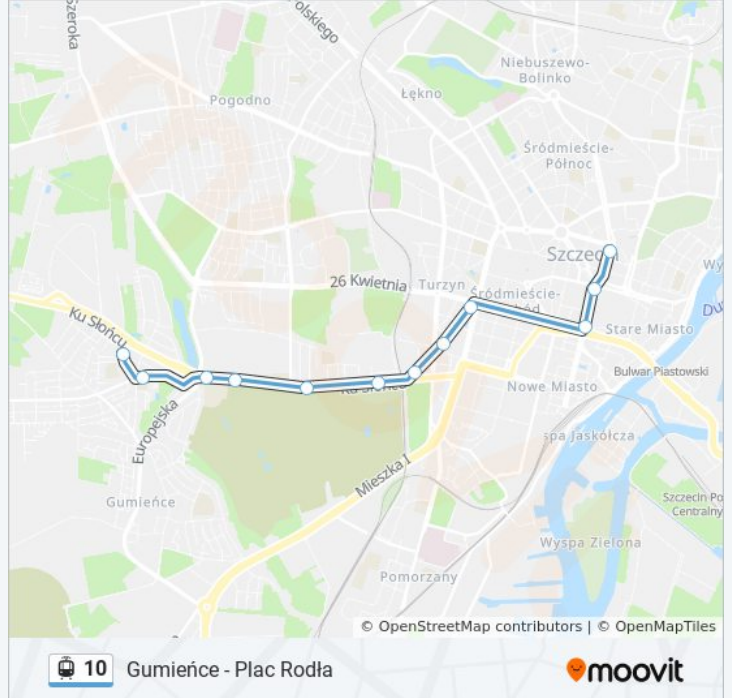 Szeroka
olskiego
Niebuszewo-
Bolinko
Łękno
Pogodno
Śródmieście-
Północ
Szczecin
Wy
26 Kwietnia
Turzyn
Śródmieście-
Du
Ku Słońcu
Stare Miasto
Bulwar Piastowski
Ku Słońcu
Nowe Miasto
Europejska
spa Jaskółcza
Mieszka I
Gumieńce
Szczecin Po
Centralny
Wyspa Zielona
Pomorzany
© OpenStreetMap contributors | © OpenMapTiles
10 Gumieńce - Plac Rodła
moovit